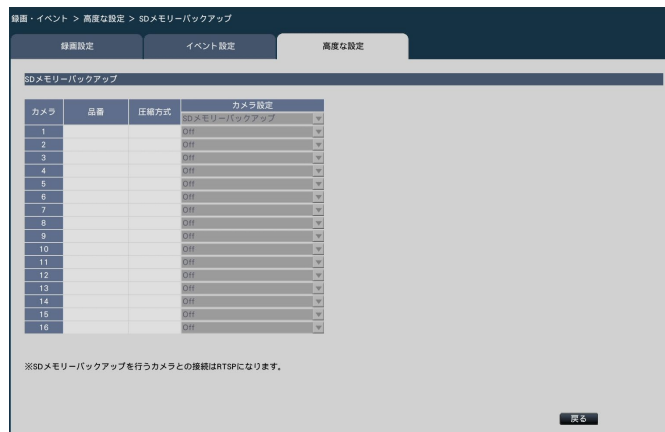 録画・イベント > 高度な設定 > SDメモリーバックアップ
録画設定 イベント設定 高度な設定
SDメモリーバックアップ
カメラ 品番 圧縮方式 カメラ設定
SDメモリーバックアップ
1 Off
2 Off
3 Off
4 Off
5 Off
6 Off
7 Off
8 Off
9 Off
10 Off
11 Off
12 Off
13 Off
14 Off
15 Off
16 Off
※SDメモリーバックアップを行うカメラとの接続はRTSPになります。
戻る